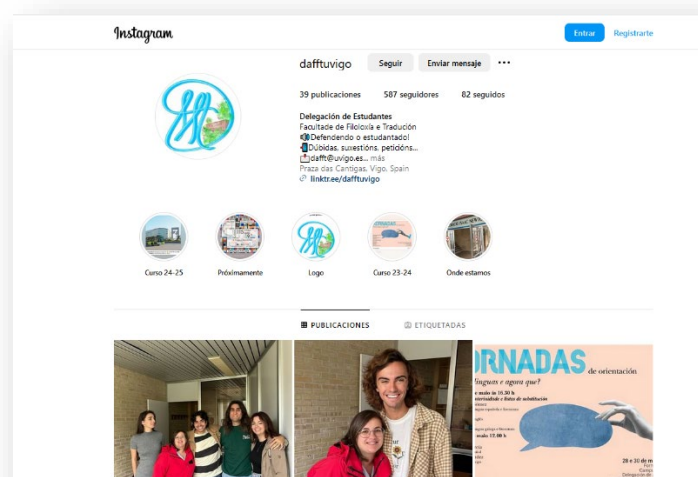 Instagram
Entrar
Registrarte
dafftuvigo
Seguir
Enviar mensaje
39 publicaciones
587 seguidores
82 seguidos
Delegación de Estudantes
Facultade de Filoloxía e Tradución
Defendendo o estudantado!
Dúbidas, suxestións, peticións...
dafft@uvigo.es... más
Praza das Cantigas, Vigo, Spain
linktr.ee/dafftuvigo
Curso 24-25
Próximamente
Logo
Curso 23-24
Onde estamos
PUBLICACIONES
ETIQUETADAS
RNADAS de orientación
linguas e agora que?